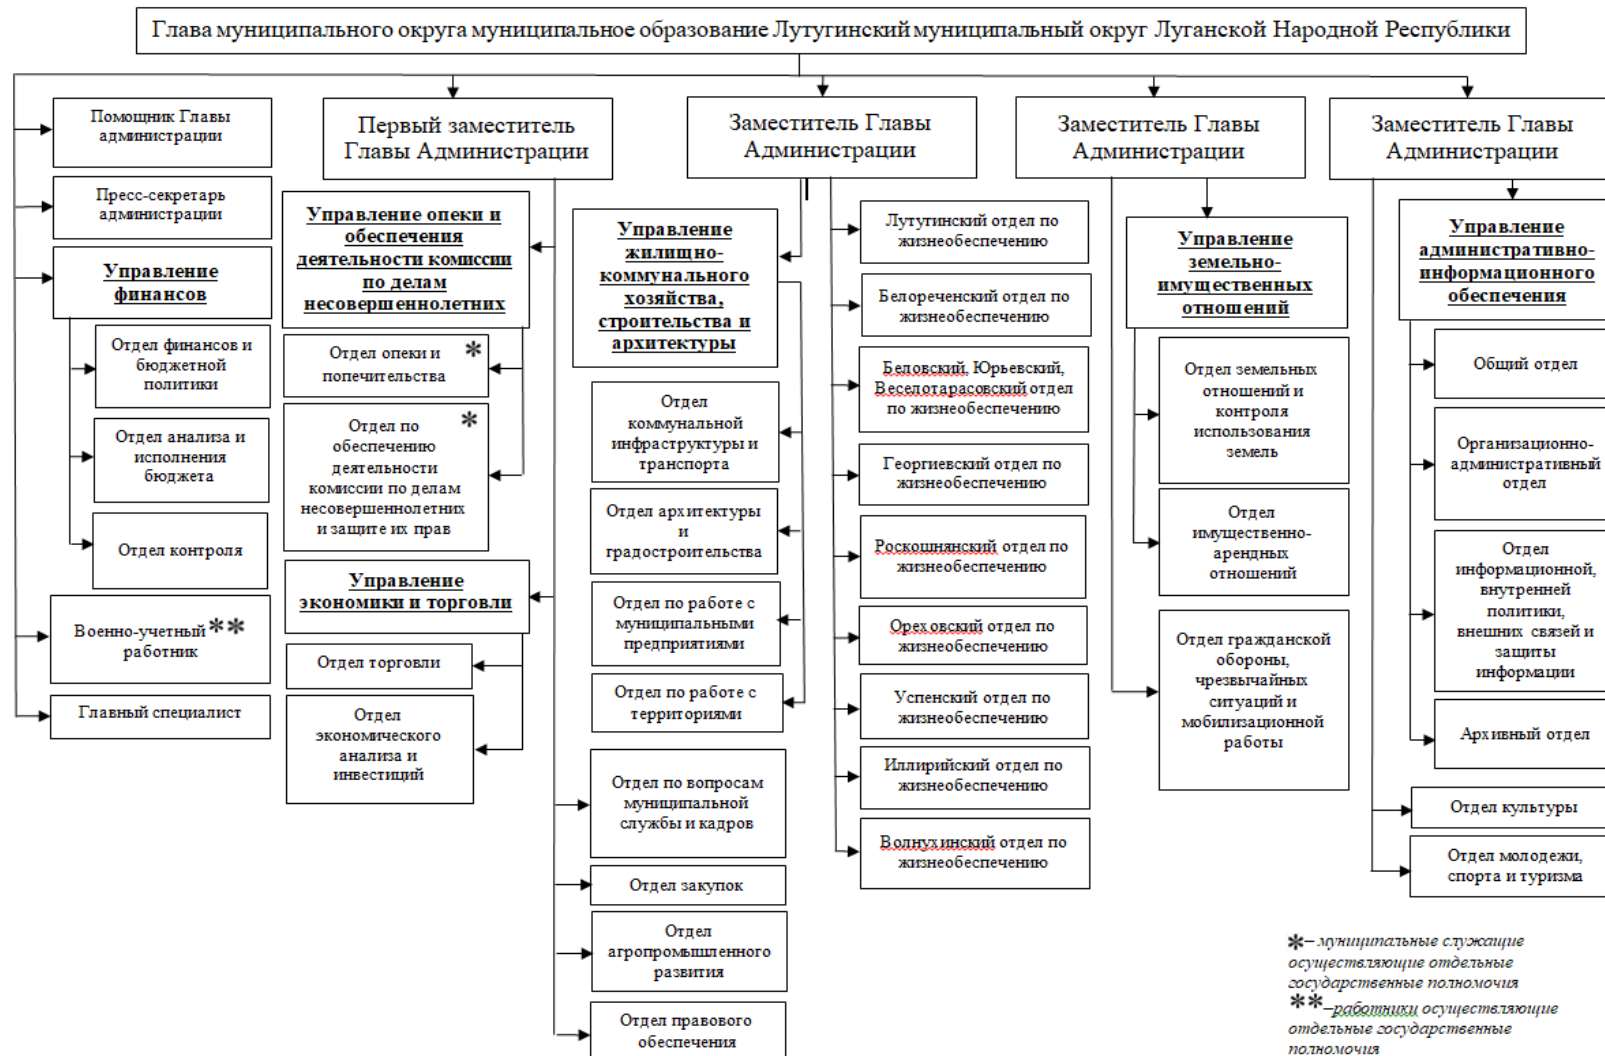 Глава муниципального округа муниципальное образование Лутугинский муниципальный округ Луганской Народной Республики
Помощник Главы
администрации
Пресс-секретарь
администрации
Управление
финансов
Отдел финансов и
бюджетной
политики
Отдел анализа и
исполнения
бюджета
Отдел контроля
Военно-учетный **
работник
Главный специалист
Первый заместитель
Главы Администрации
Управление опеки и
обеспечения
деятельности комиссии
по делам
несовершеннолетних
Отдел опеки и *
попечительства
Отдел по *
обеспечению
деятельности
комиссии по делам
несовершеннолетних
и защите их прав
Управление
экономики и торговли
Отдел торговли
Отдел
экономического
анализа и
инвестиций
Отдел по вопросам
муниципальной
службы и кадров
Отдел закупок
Отдел
агропромышленного
развития
Отдел правового
обеспечения
Заместитель Главы
Администрации
Управление
жилищно-
коммунального
хозяйства,
строительства и
архитектуры
Отдел
коммунальной
инфраструктуры и
транспорта
Отдел архитектуры
и
градостроительства
Отдел по работе с
муниципальными
предприятиями
Отдел по работе с
территориями
Лутугинский отдел по
жизнеобеспечению
Белореченский отдел по
жизнеобеспечению
Беловский, Юрьевский,
Веселотарасовский отдел
по жизнеобеспечению
Георгиевский отдел по
жизнеобеспечению
Роскошнянский отдел по
жизнеобеспечению
Ореховский отдел по
жизнеобеспечению
Успенский отдел по
жизнеобеспечению
Иллирийский отдел по
жизнеобеспечению
Волнухинский отдел по
жизнеобеспечению
Заместитель Главы
Администрации
Управление
земельно-
имущественных
отношений
Отдел земельных
отношений и
контроля
использования
земель
Отдел
имущественно-
арендных
отношений
Отдел гражданской
обороны,
чрезвычайных
ситуаций и
мобилизационной
работы
Заместитель Главы
Администрации
Управление
административно-
информационного
обеспечения
Общий отдел
Организационно-
административный
отдел
Отдел
информационной,
внутренней
политики,
внешних связей и
защиты
информации
Архивный отдел
Отдел культуры
Отдел молодежи,
спорта и туризма
*– муниципальные служащие
осуществляющие отдельные
государственные полномочия
**–работники осуществляющие
отдельные государственные
полномочия